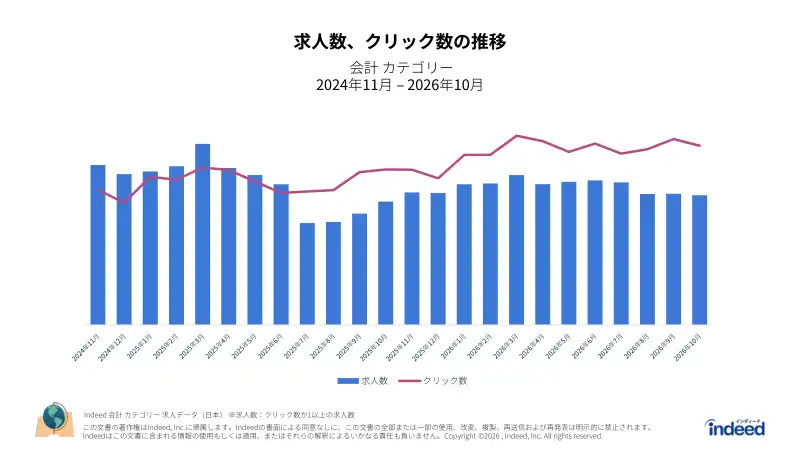 求人数、クリック数の推移
会計 カテゴリー
2024年11月 – 2026年10月
2024年11月
2024年12月
2025年1月
2025年2月
2025年3月
2025年4月
2025年5月
2025年6月
2025年7月
2025年8月
2025年9月
2025年10月
2025年11月
2025年12月
2026年1月
2026年2月
2026年3月
2026年4月
2026年5月
2026年6月
2026年7月
2026年8月
2026年9月
2026年10月
求人数
クリック数
Indeed 会計 カテゴリー 求人データ（日本） ※求人数：クリック数が1以上の求人数
この文書の著作権はIndeed, Inc.に帰属します。Indeedの書面による同意なしに、この文書の全部または一部の使用、改変、複製、再送信および再発表は明示的に禁止されます。
Indeedはこの文書に含まれる情報の使用もしくは適用、またはそれらの解釈によるいかなる責任も負いません。Copyright ©2026 , Indeed, Inc. All rights reserved.
インディード
indeed